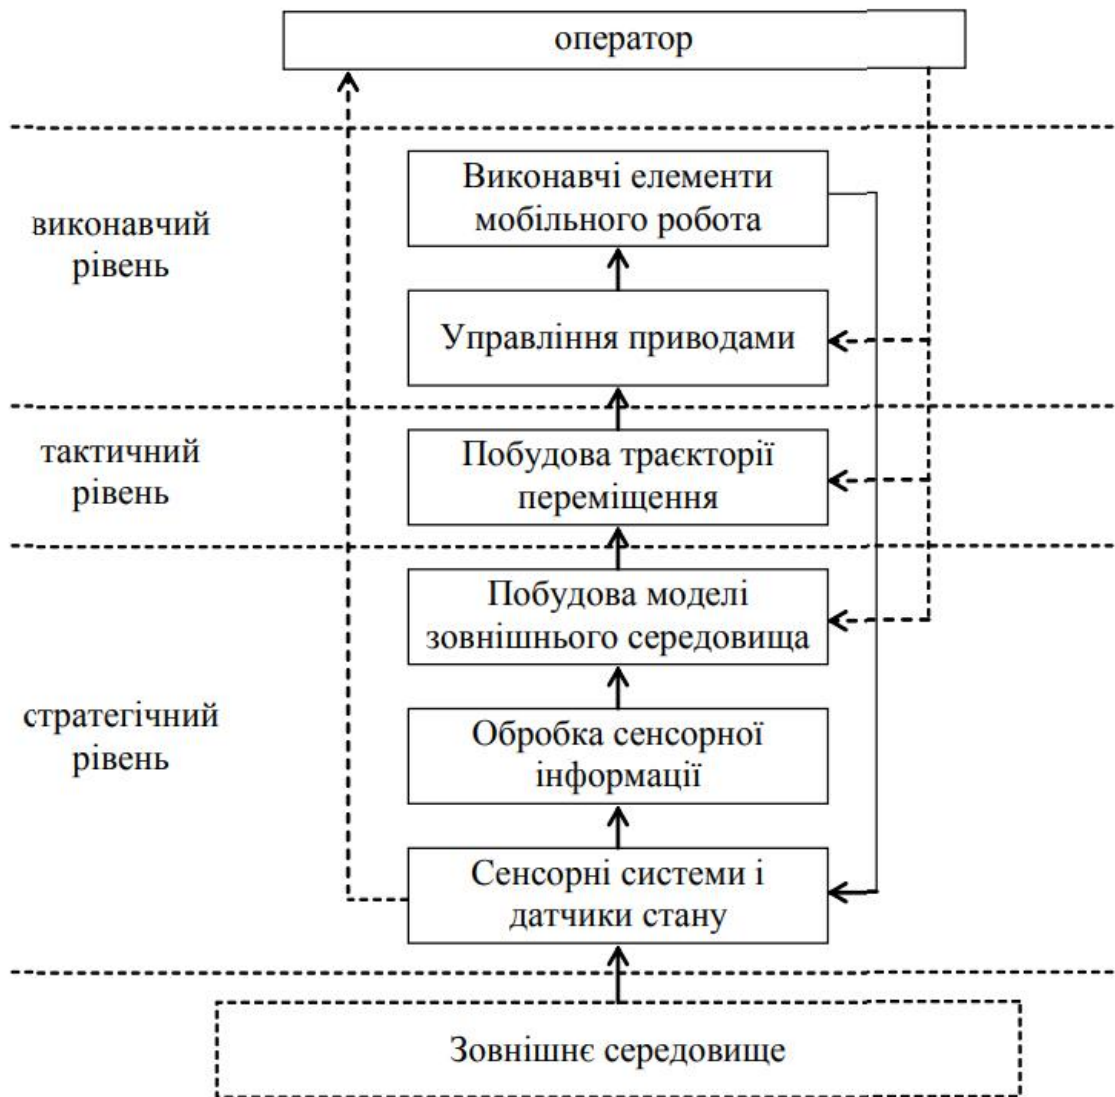 оператор
виконавчий
рівень
Виконавчі елементи
мобільного робота
Управління приводами
тактичний
рівень
Побудова траєкторії
переміщення
стратегічний
рівень
Побудова моделі
зовнішнього середовища
Обробка сенсорної
інформації
Сенсорні системи і
датчики стану
Зовнішнє середовище